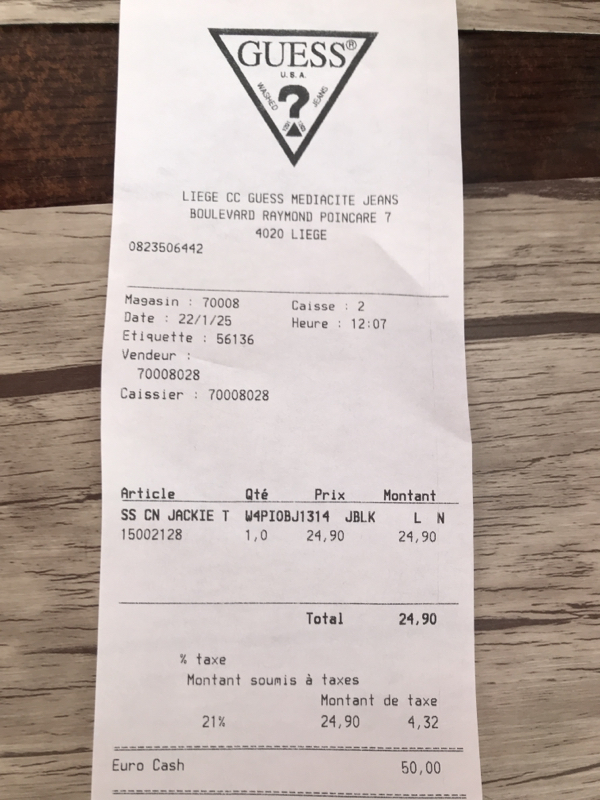 GUESS®
U.S.A.
WASHED JEANS
?
LIEGE CC GUESS MEDIACITE JEANS
BOULEVARD RAYMOND POINCARE 7
4020 LIEGE
0823506442
Magasin : 70008 Caisse : 2
Date : 22/1/25 Heure : 12:07
Etiquette : 56136
Vendeur :
70008028
Caissier : 70008028
Article Qté Prix Montant
SS CN JACKIE T W4PI0BJ1314 JBLK L N
15002128 1,0 24,90 24,90
Total 24,90
% taxe
Montant soumis à taxes
Montant de taxe
21% 24,90 4,32
Euro Cash 50,00